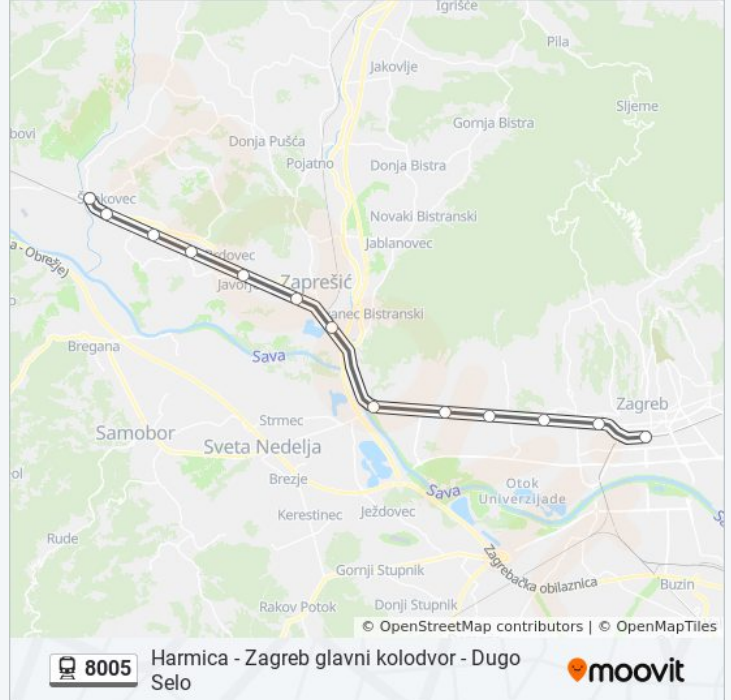 Igrišće
Pila
Jakovlje
Sljeme
Gornja Bistra
bovi
Donja Pušća
Pojatno
Donja Bistra
Novaki Bistranski
Jablanovec
a - Obrežje)
Zaprešić
Bregana
Sava
Zagreb
Samobor
Strmec
Sveta Nedelja
Brezje
Otok
Univerzijade
Sava
Kerestinec
Ježdovec
Rude
Gornji Stupnik
Zagrebačka obilaznica
Buzin
Rakov Potok
Donji Stupnik
© OpenStreetMap contributors | © OpenMapTiles
8005
Harmica - Zagreb glavni kolodvor - Dugo
Selo
moovit